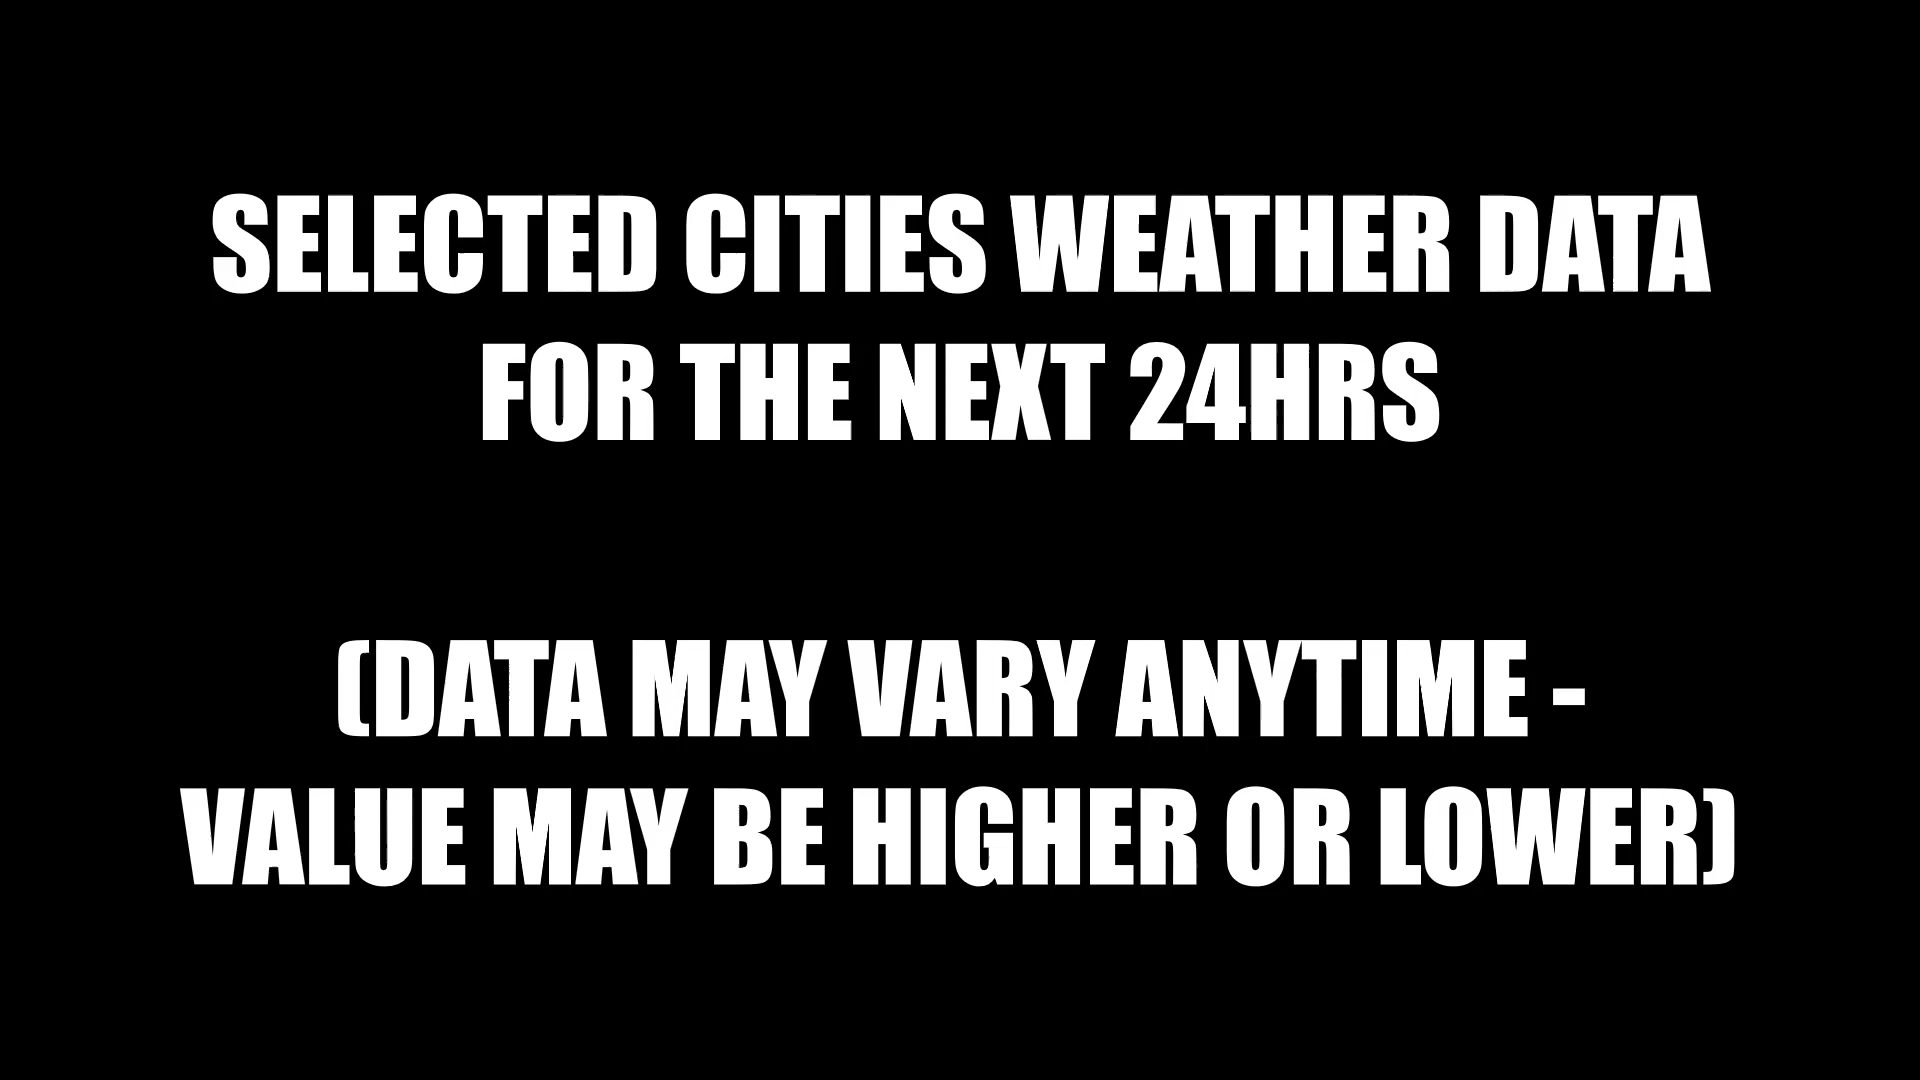 SELECTED CITIES WEATHER DATA
FOR THE NEXT 24HRS
(DATA MAY VARY ANYTIME -
VALUE MAY BE HIGHER OR LOWER)